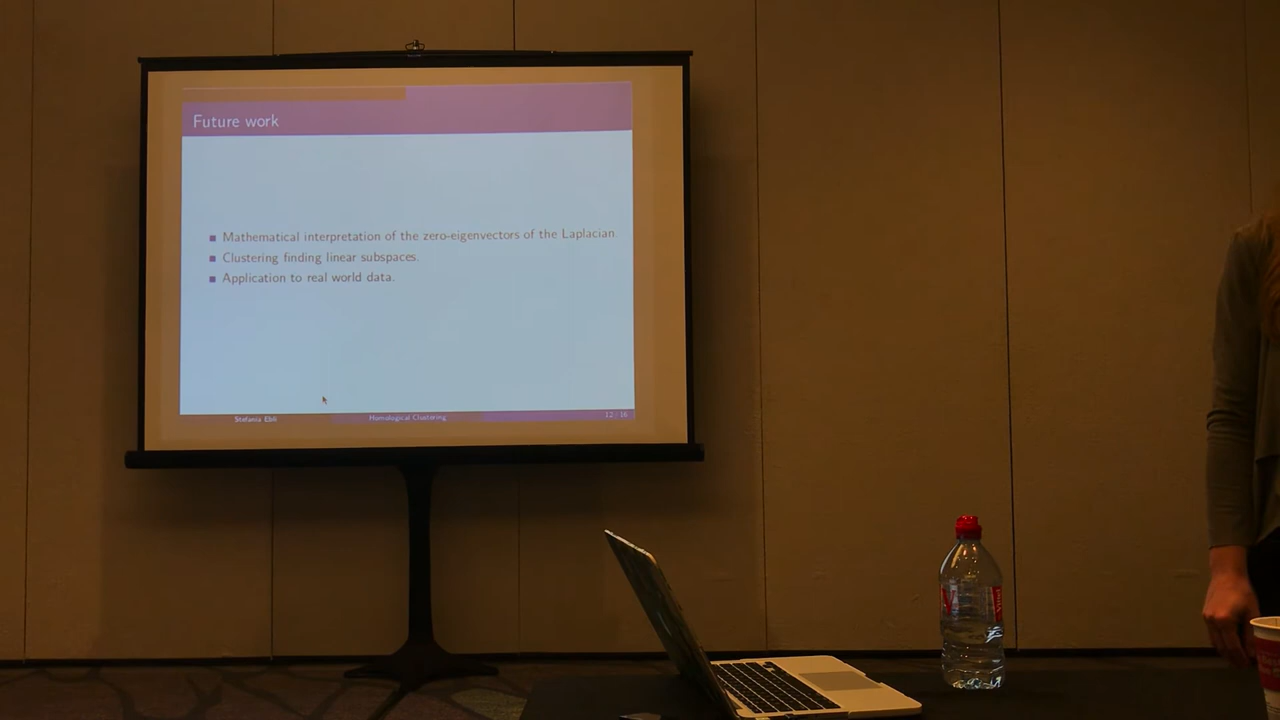 Future work
Mathematical interpretation of the zero-eigenvectors of the Laplacian.
Clustering finding linear subspaces.
Application to real world data.
Stefania Ebli
Homological Clustering
12 / 16